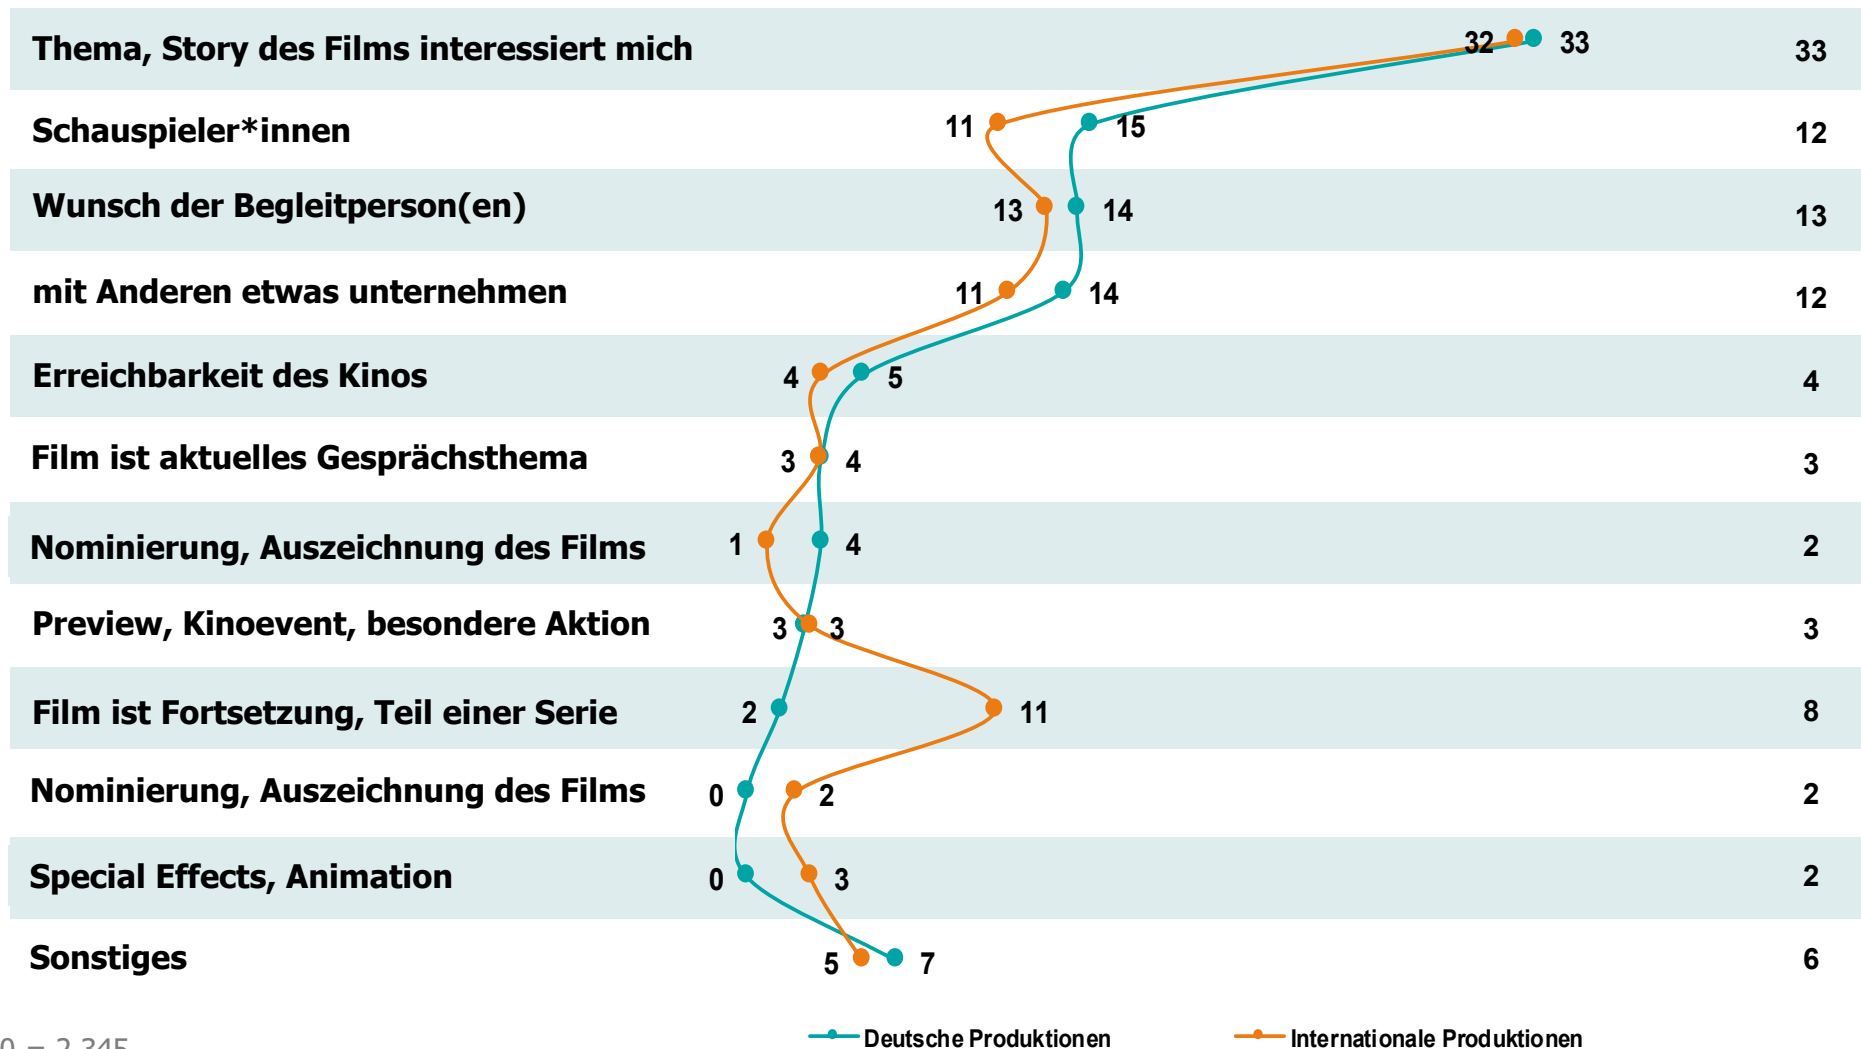 Thema, Story des Films interessiert mich 32 33 33
Schauspieler*innen 11 15 12
Wunsch der Begleitperson(en) 13 14 13
mit Anderen etwas unternehmen 11 14 12
Erreichbarkeit des Kinos 4 5 4
Film ist aktuelles Gesprächsthema 3 4 3
Nominierung, Auszeichnung des Films 1 4 2
Preview, Kinoevent, besondere Aktion 3 3 3
Film ist Fortsetzung, Teil einer Serie 2 11 8
Nominierung, Auszeichnung des Films 0 2 2
Special Effects, Animation 0 3 2
Sonstiges 5 7 6
Deutsche Produktionen Internationale Produktionen
0 = 2.345